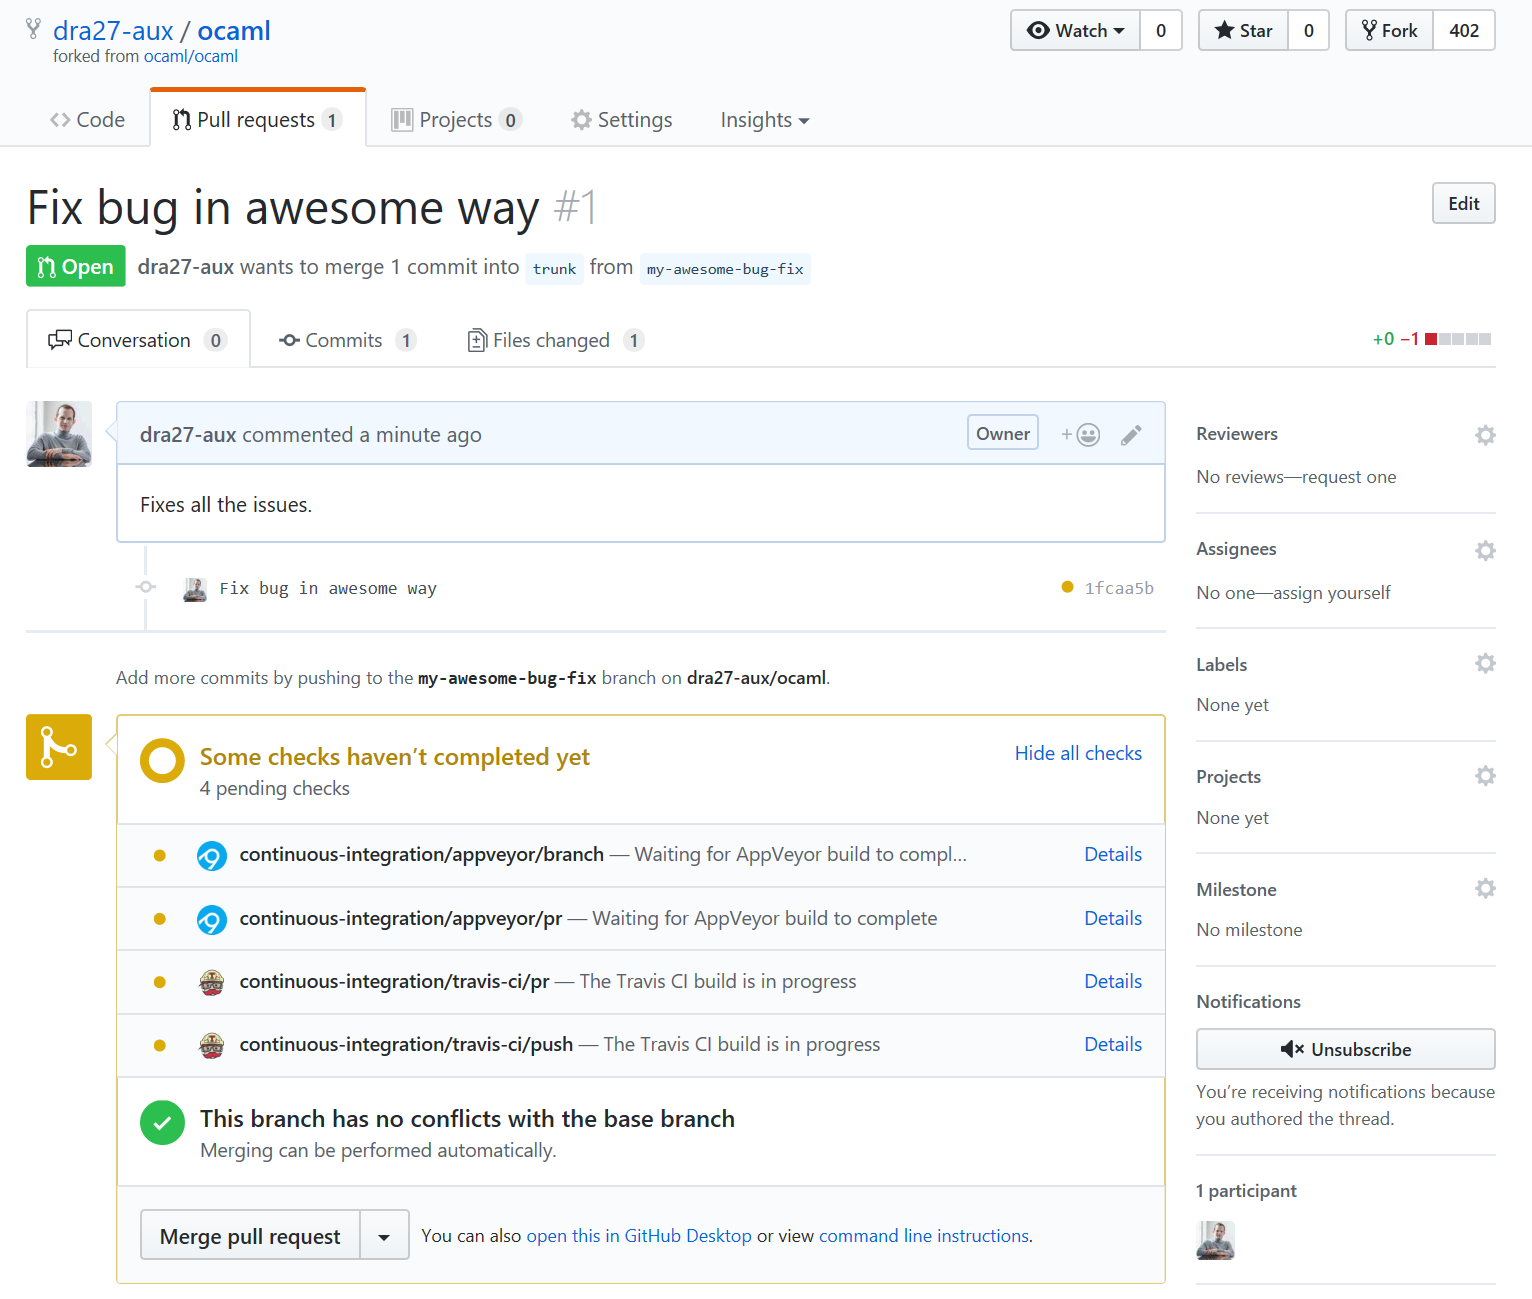 dra27-aux / ocaml
forked from ocaml/ocaml
Watch 0
Star 0
Fork 402
Code
Pull requests 1
Projects 0
Settings
Insights
Fix bug in awesome way #1
Edit
Open
dra27-aux wants to merge 1 commit into trunk from my-awesome-bug-fix
Conversation 0
Commits 1
Files changed 1
+0 −1
dra27-aux commented a minute ago
Owner
+
Fixes all the issues.
Fix bug in awesome way
1fcaa5b
Add more commits by pushing to the my-awesome-bug-fix branch on dra27-aux/ocaml.
Some checks haven’t completed yet
Hide all checks
4 pending checks
continuous-integration/appveyor/branch — Waiting for AppVeyor build to compl…
Details
continuous-integration/appveyor/pr — Waiting for AppVeyor build to complete
Details
continuous-integration/travis-ci/pr — The Travis CI build is in progress
Details
continuous-integration/travis-ci/push — The Travis CI build is in progress
Details
This branch has no conflicts with the base branch
Merging can be performed automatically.
Merge pull request
You can also open this in GitHub Desktop or view command line instructions.
Reviewers
No reviews—request one
Assignees
No one—assign yourself
Labels
None yet
Projects
None yet
Milestone
No milestone
Notifications
Unsubscribe
You’re receiving notifications because
you authored the thread.
1 participant